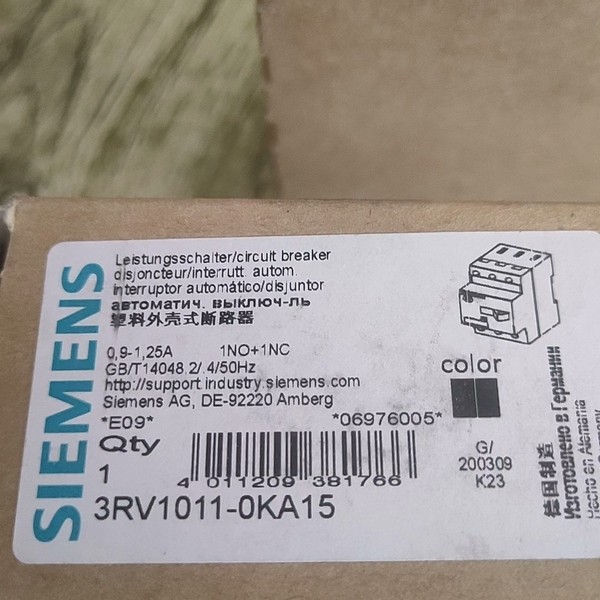 SIEMENS
Leistungsschalter/circuit breaker
disjoncteur/interrutt. autom.
interruptor automático/disjuntor
автоматич. выключ-ль
塑料外壳式断路器
0,9-1,25A 1NO+1NC
GB/T14048.2/.4/50Hz
http://support.industry.siemens.com
Siemens AG, DE-92220 Amberg
*E09* *06976005*
Qty
1
4 011209 381766
3RV1011-0KA15
color
G/
200309
K23
德国制造
Изготовлено в Германии
Hecho en Alemania